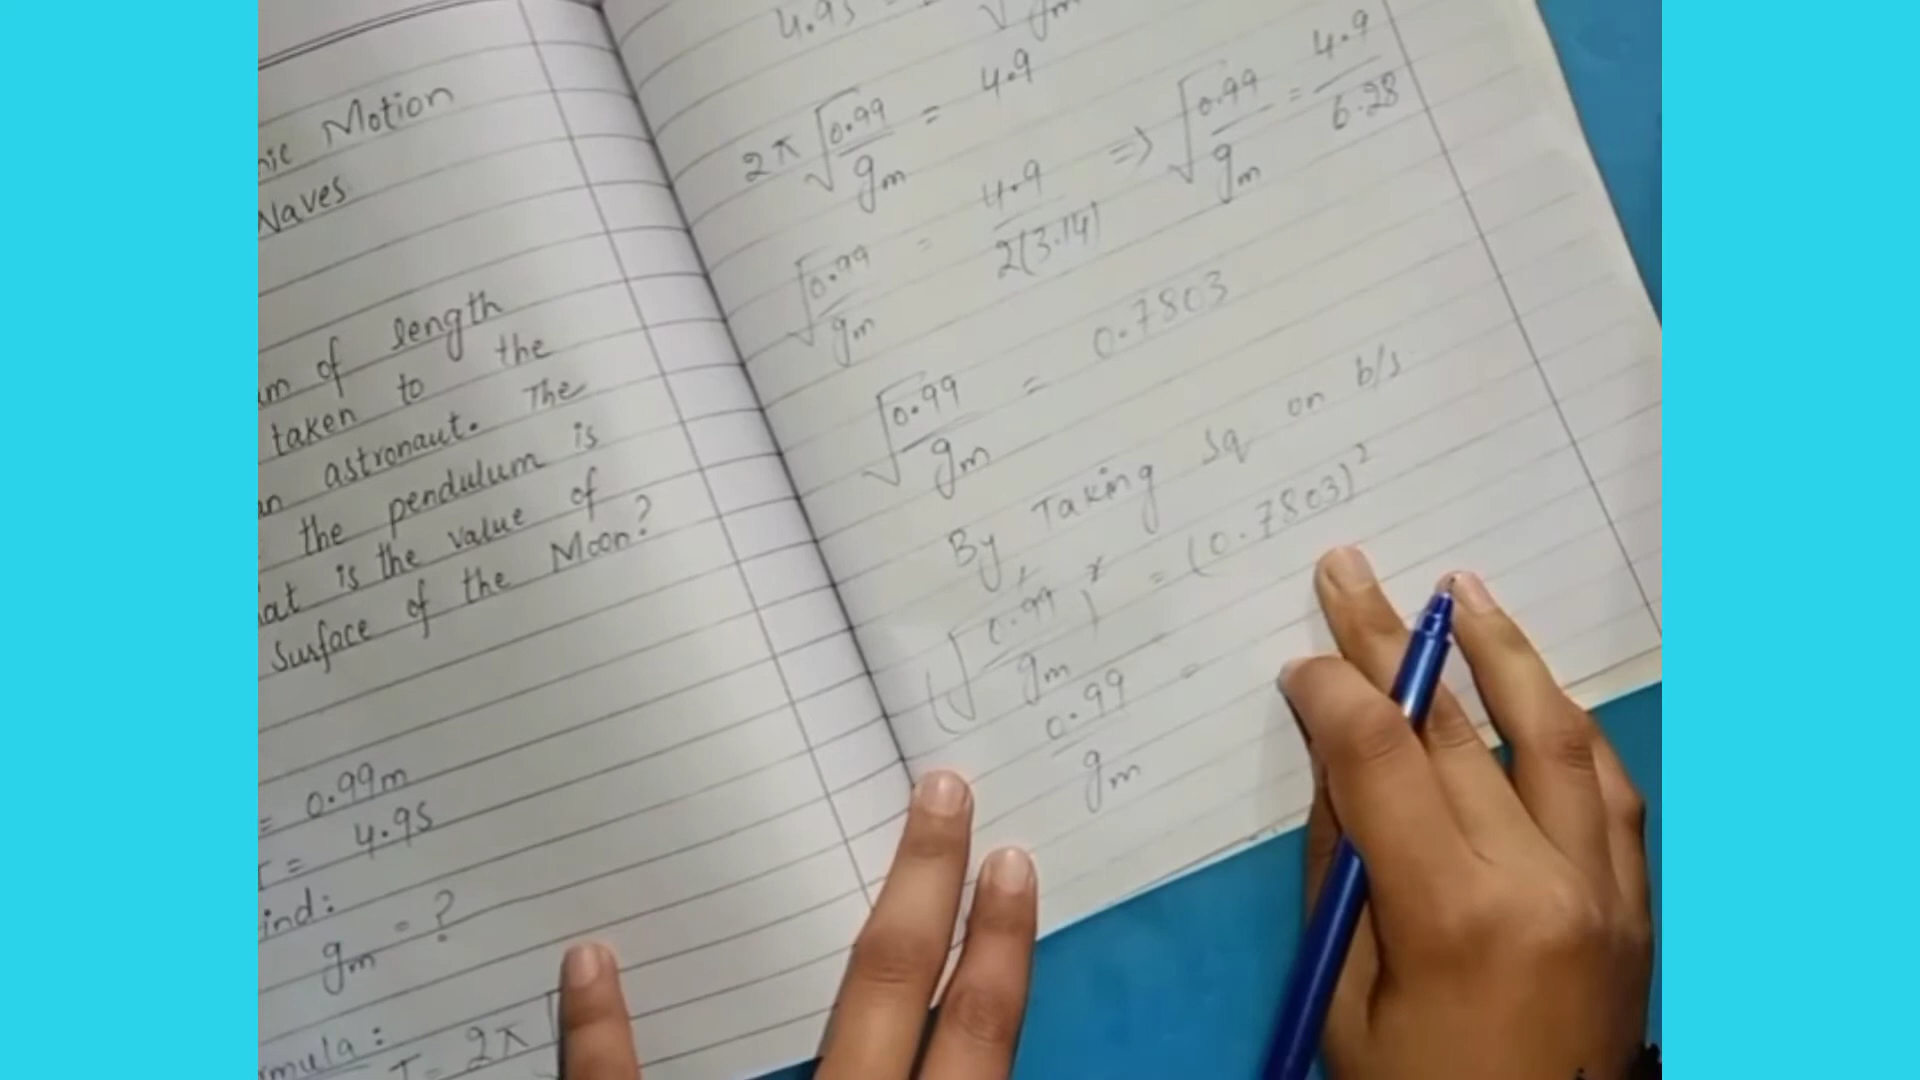 nic Motion
Waves
um of length
taken to the
an astronaut. The
the pendulum is
at is the value of
Surface of the Moon?
= 0.99m
T = 4.9s
ind:
gm = ?
rmula:
T = 2π √
4.9s = √ gm
2π √0.99/gm = 4.9
√0.99/gm = 4.9/2(3.14) => √0.99/gm = 4.9/6.28
√0.99/gm = 0.7803
By Taking Sq on b/s
(√0.99/gm)² = (0.7803)²
0.99/gm =